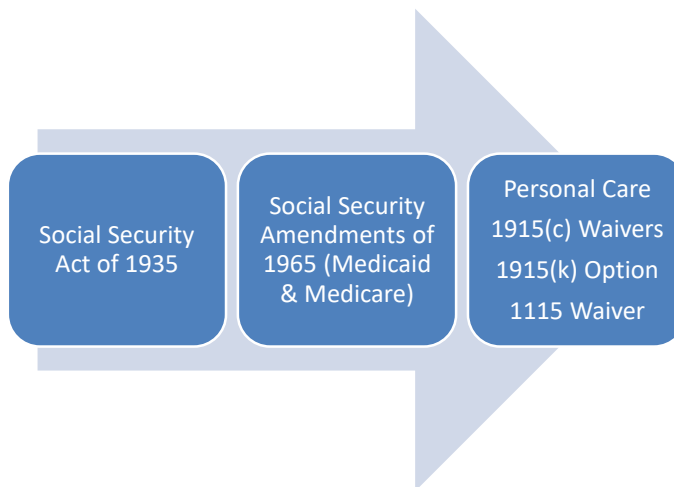 Social Security
Act of 1935
Social Security
Amendments of
1965 (Medicaid
& Medicare)
Personal Care
1915(c) Waivers
1915(k) Option
1115 Waiver